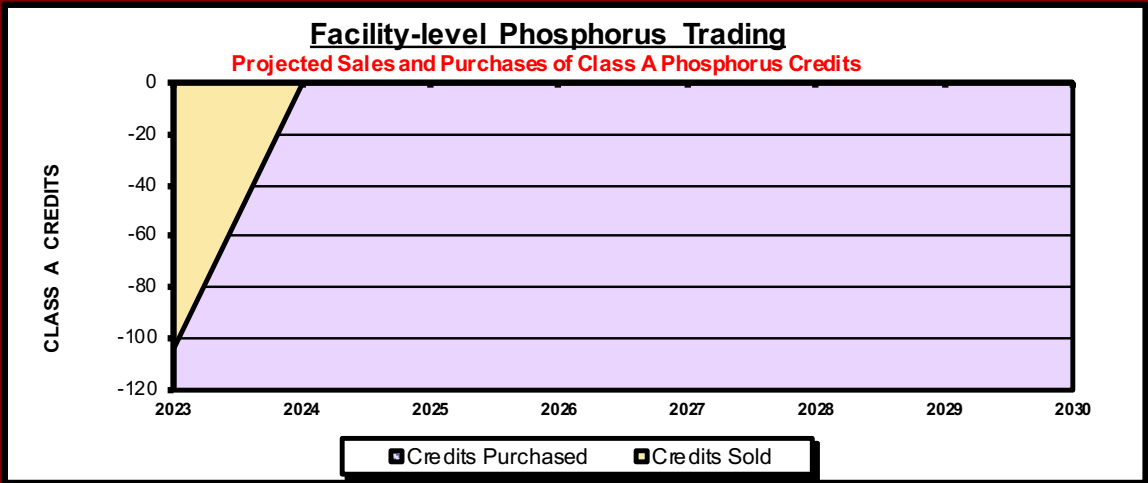 Facility-level Phosphorus Trading
Projected Sales and Purchases of Class A Phosphorus Credits
CLASS A CREDITS
0
-20
-40
-60
-80
-100
-120
2023 2024 2025 2026 2027 2028 2029 2030
Credits Purchased Credits Sold